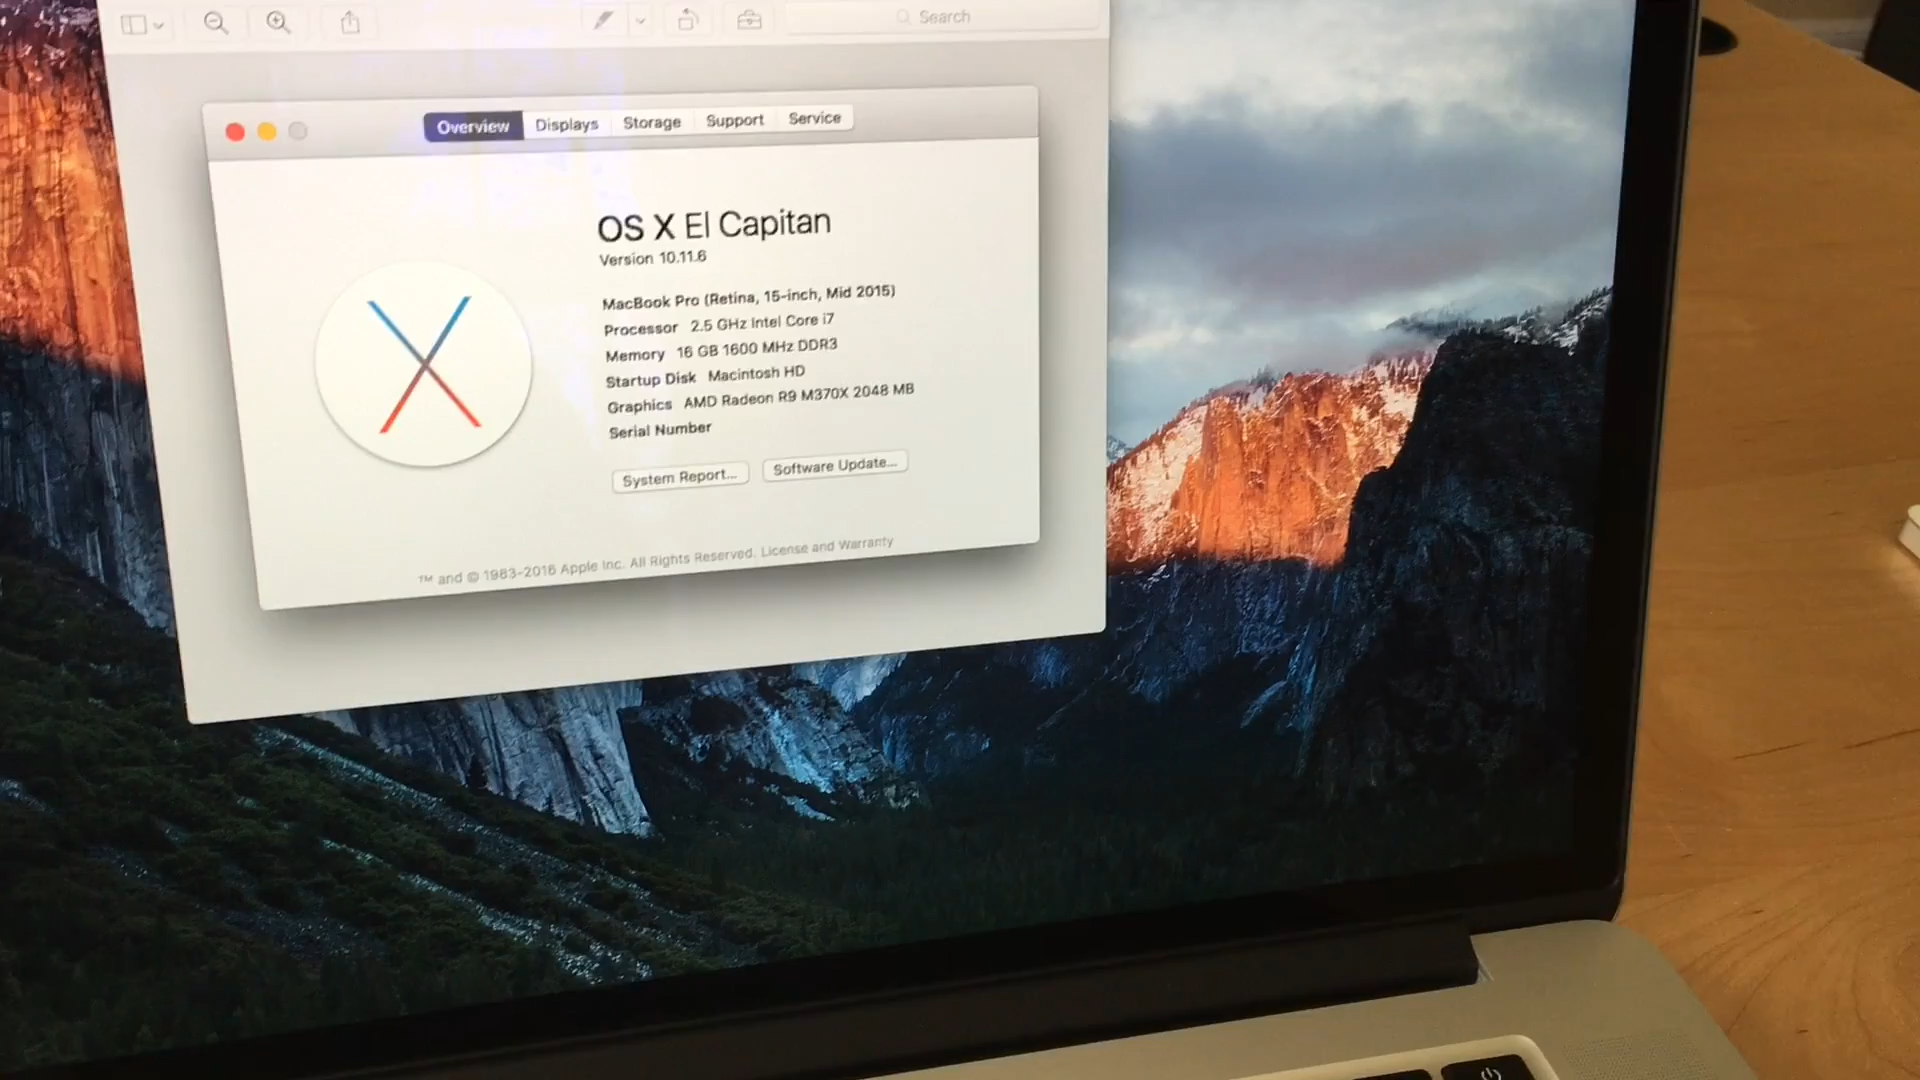 Search
Overview Displays Storage Support Service
OS X El Capitan
Version 10.11.6
MacBook Pro (Retina, 15-inch, Mid 2015)
Processor 2.5 GHz Intel Core i7
Memory 16 GB 1600 MHz DDR3
Startup Disk Macintosh HD
Graphics AMD Radeon R9 M370X 2048 MB
Serial Number
System Report... Software Update...
™ and © 1983-2016 Apple Inc. All Rights Reserved. License and Warranty